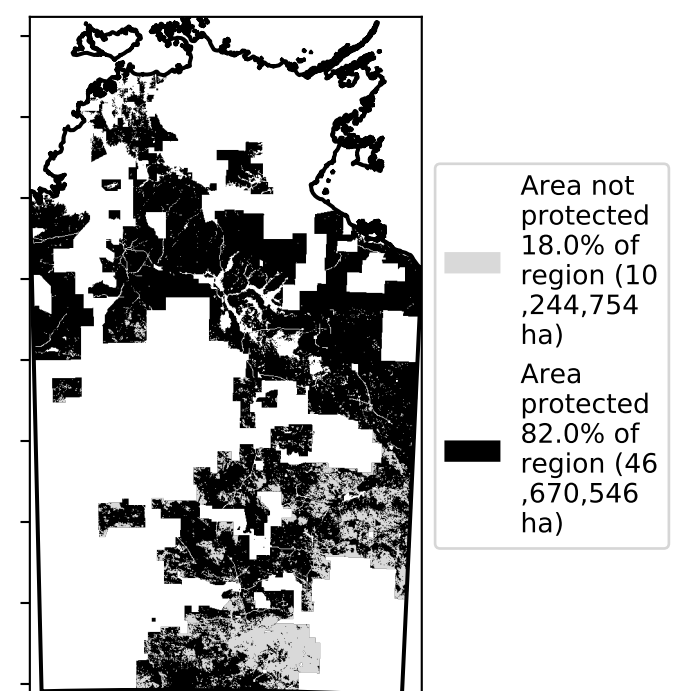 Area not
protected
18.0% of
region (10
,244,754
ha)
Area
protected
82.0% of
region (46
,670,546
ha)